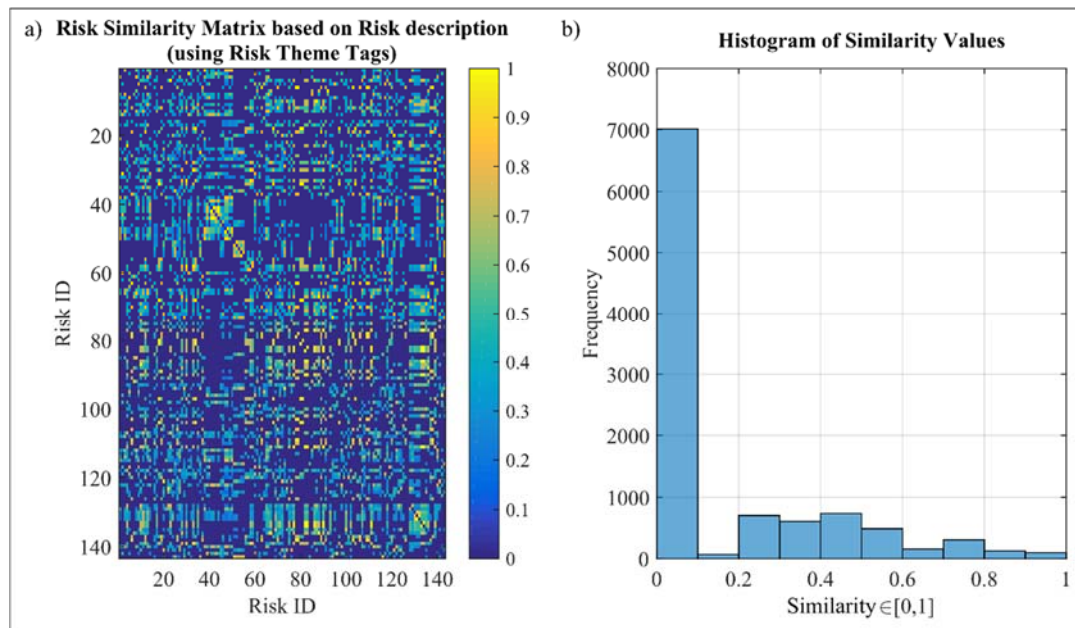 a) Risk Similarity Matrix based on Risk description
(using Risk Theme Tags)
20
40
60
80
100
120
140
Risk ID
20 40 60 80 100 120 140
Risk ID
1
0.9
0.8
0.7
0.6
0.5
0.4
0.3
0.2
0.1
0
b)
Histogram of Similarity Values
8000
7000
6000
5000
4000
3000
2000
1000
0
Frequency
0 0.2 0.4 0.6 0.8 1
Similarity∈[0,1]